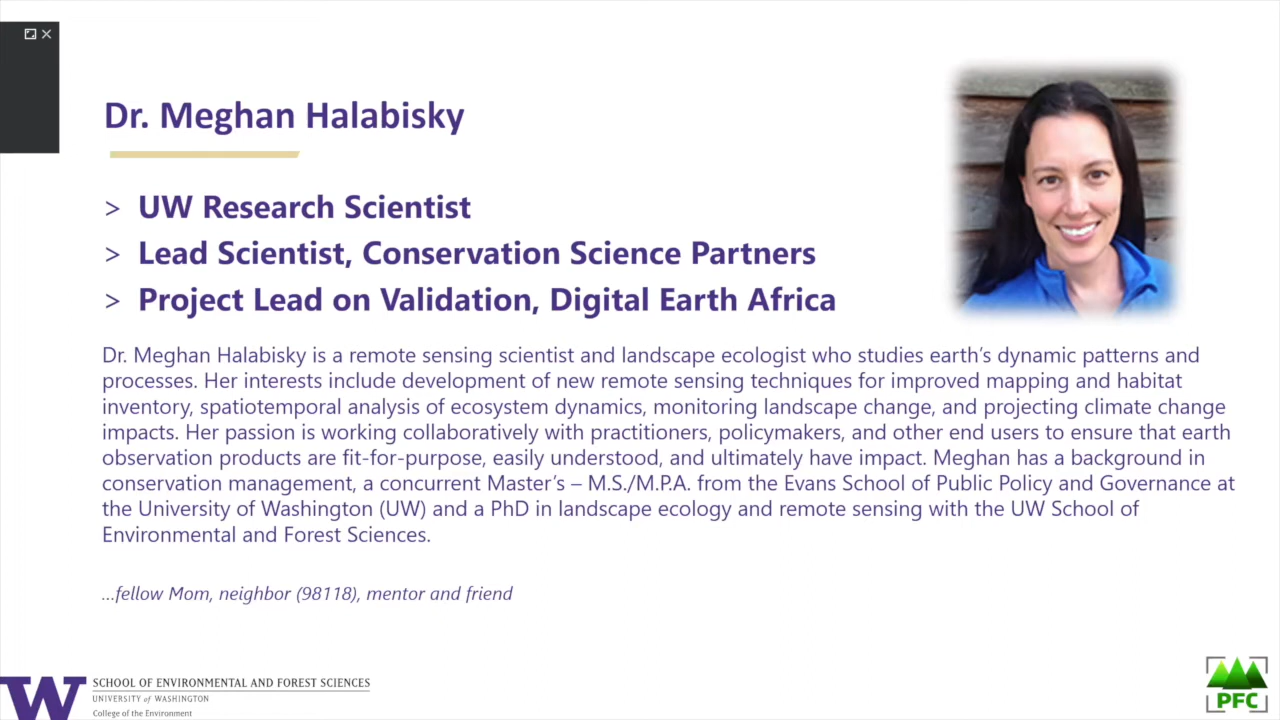 Dr. Meghan Halabisky
> UW Research Scientist
> Lead Scientist, Conservation Science Partners
> Project Lead on Validation, Digital Earth Africa
Dr. Meghan Halabisky is a remote sensing scientist and landscape ecologist who studies earth’s dynamic patterns and
processes. Her interests include development of new remote sensing techniques for improved mapping and habitat
inventory, spatiotemporal analysis of ecosystem dynamics, monitoring landscape change, and projecting climate change
impacts. Her passion is working collaboratively with practitioners, policymakers, and other end users to ensure that earth
observation products are fit-for-purpose, easily understood, and ultimately have impact. Meghan has a background in
conservation management, a concurrent Master’s – M.S./M.P.A. from the Evans School of Public Policy and Governance at
the University of Washington (UW) and a PhD in landscape ecology and remote sensing with the UW School of
Environmental and Forest Sciences.
...fellow Mom, neighbor (98118), mentor and friend
W
SCHOOL OF ENVIRONMENTAL AND FOREST SCIENCES
UNIVERSITY of WASHINGTON
College of the Environment
PFC